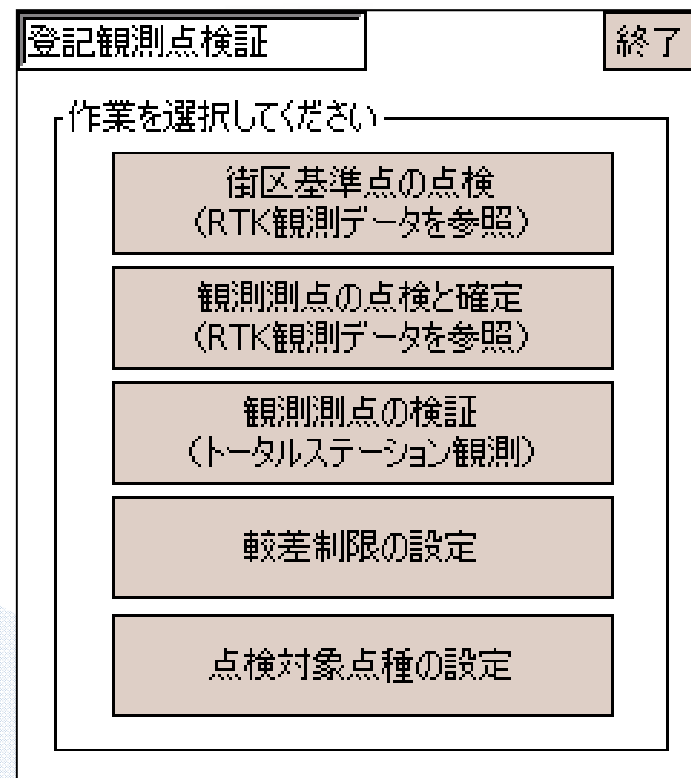 登記観測点検証
終了
作業を選択してください
街区基準点の点検
(RTK観測データを参照)
観測測点の点検と確定
(RTK観測データを参照)
観測測点の検証
(トータルステーション観測)
較差制限の設定
点検対象点種の設定